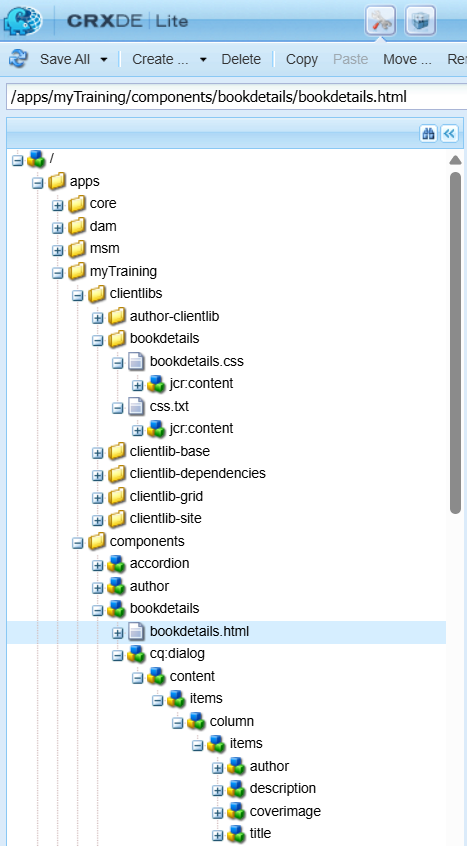 CRXDE | Lite
Save All Create ... Delete Copy Paste Move ... Re
/apps/myTraining/components/bookdetails/bookdetails.html
/
apps
core
dam
msm
myTraining
clientlibs
author-clientlib
bookdetails
bookdetails.css
jcr:content
css.txt
jcr:content
clientlib-base
clientlib-dependencies
clientlib-grid
clientlib-site
components
accordion
author
bookdetails
bookdetails.html
cq:dialog
content
items
column
items
author
description
coverimage
title